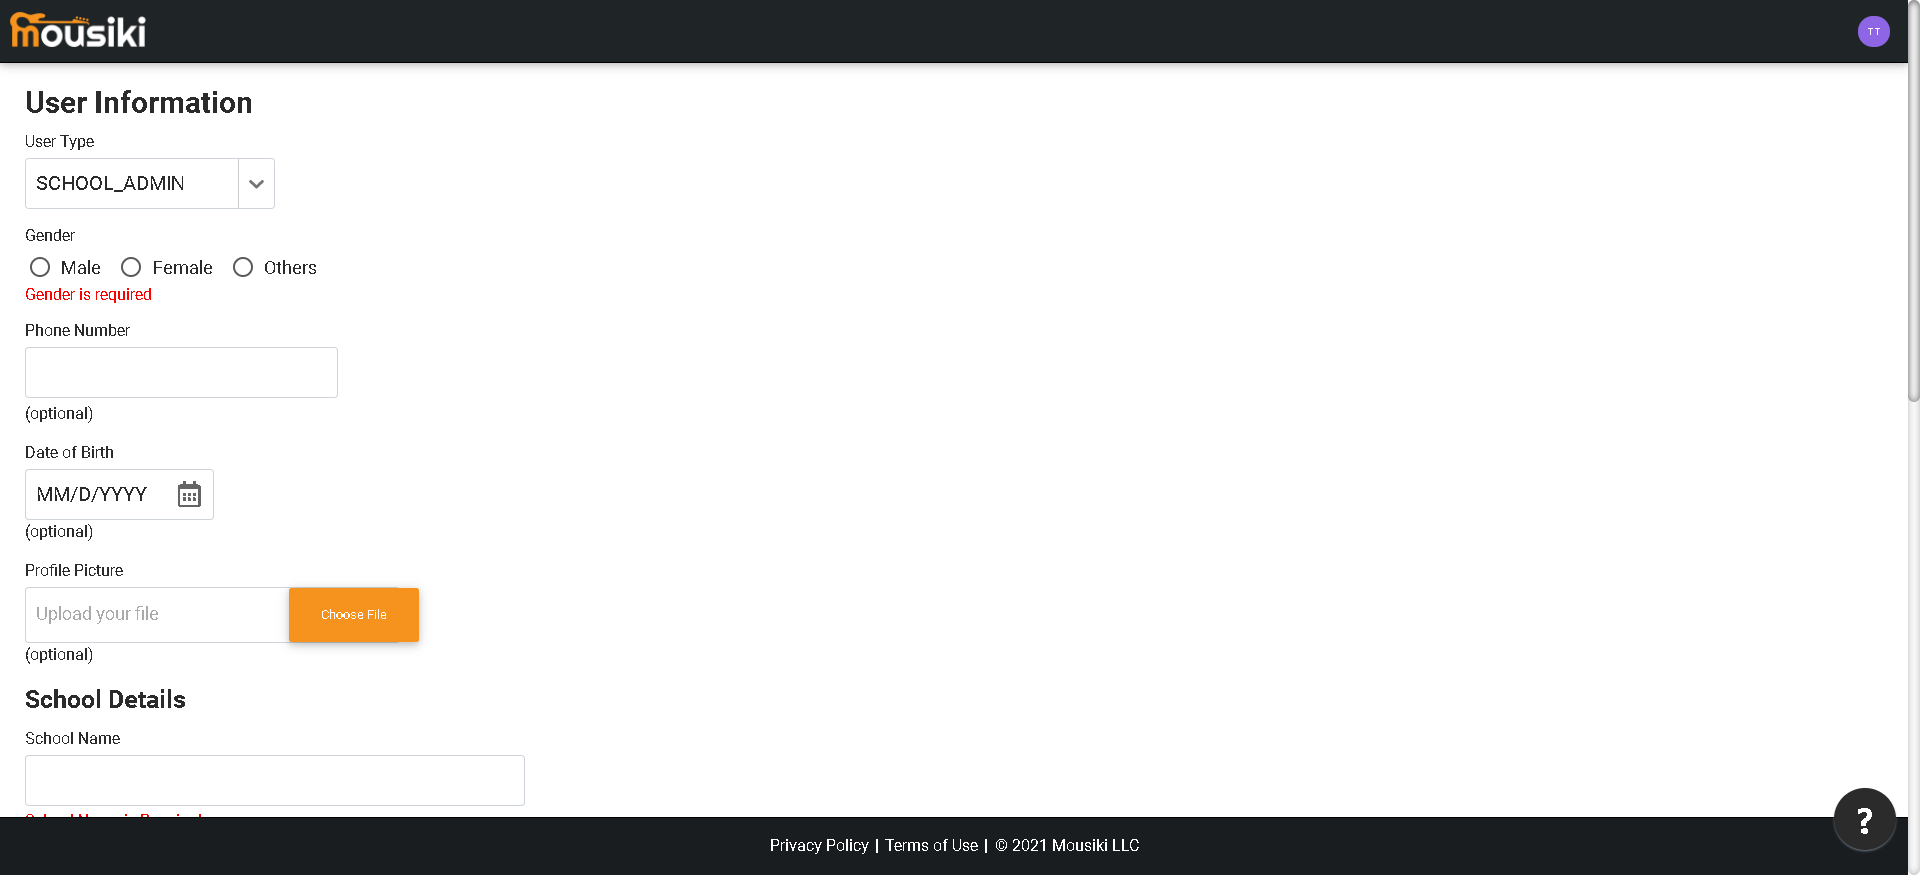 mousiki
TT
User Information
User Type
SCHOOL_ADMIN
Gender
Male Female Others
Gender is required
Phone Number
(optional)
Date of Birth
MM/D/YYYY
(optional)
Profile Picture
Upload your file Choose File
(optional)
School Details
School Name
?
Privacy Policy | Terms of Use | © 2021 Mousiki LLC